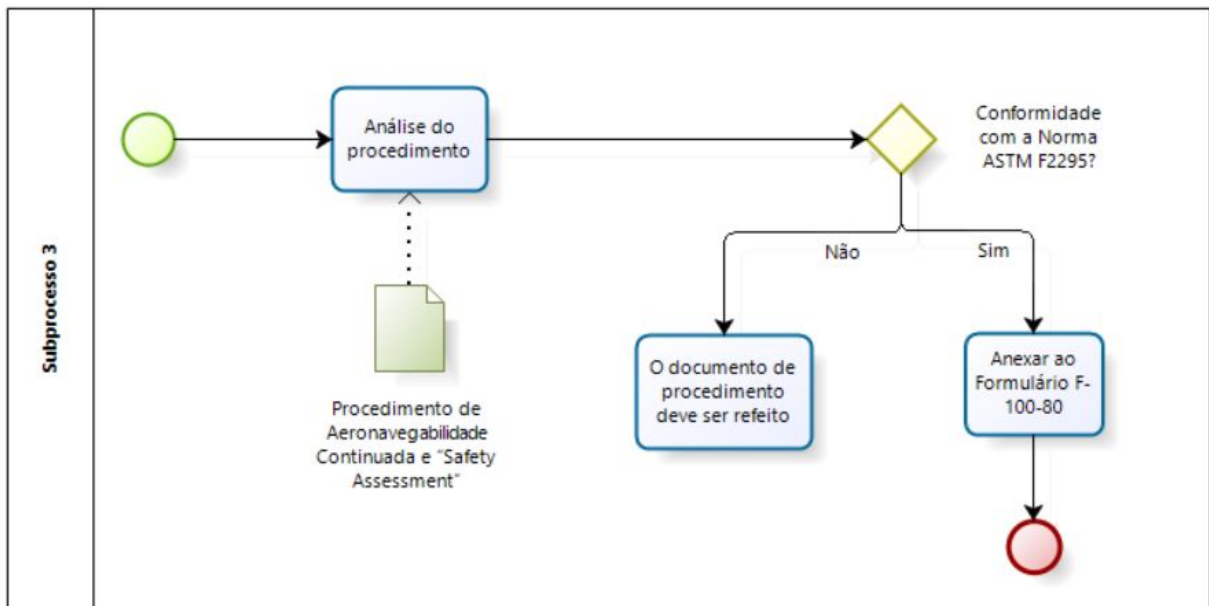 Subprocesso 3
Análise do
procedimento
Conformidade
com a Norma
ASTM F2295?
Não
Sim
Procedimento de
Aeronavegabilidade
Continuada e “Safety
Assessment”
O documento de
procedimento
deve ser refeito
Anexar ao
Formulário F-
100-80